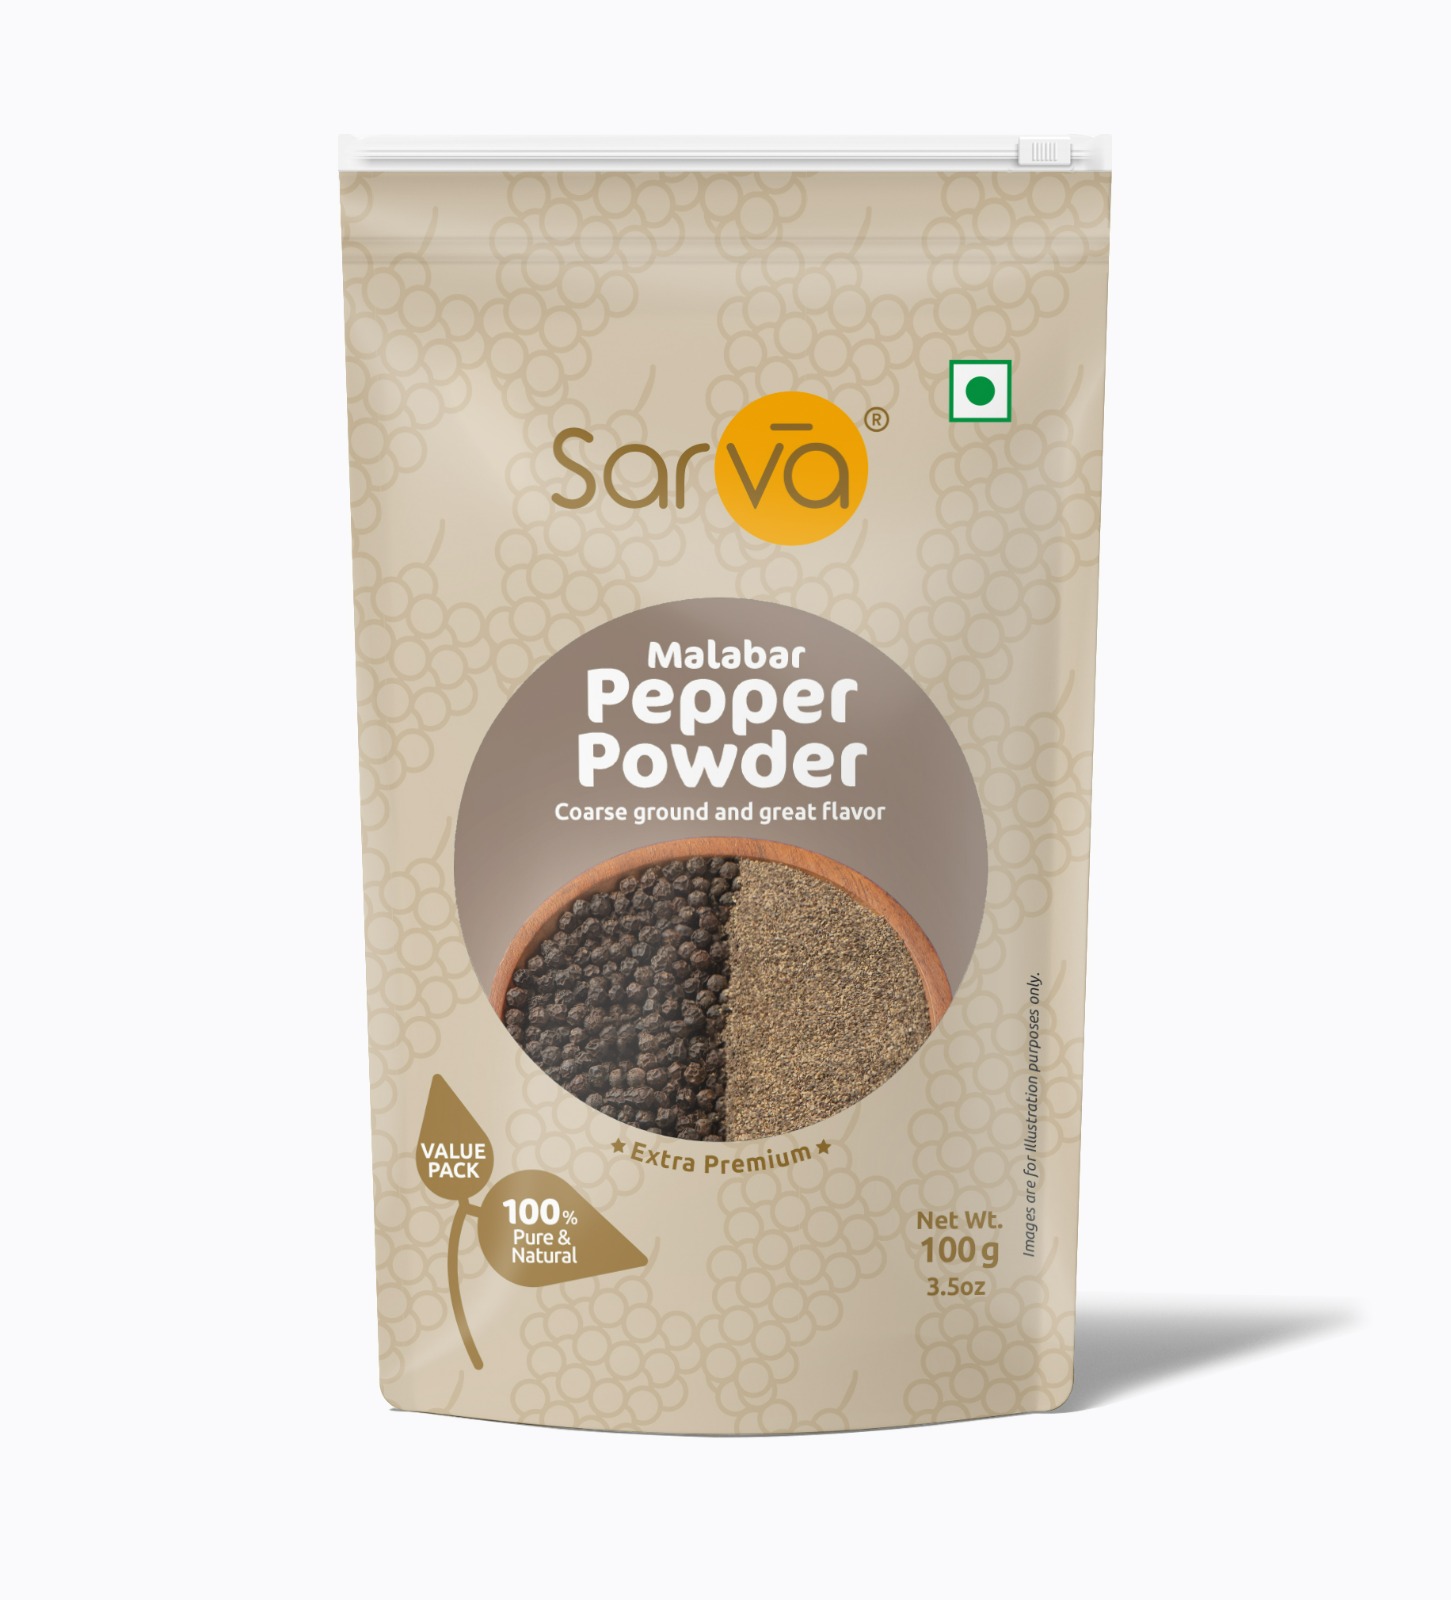 Sarvā®
Malabar
Pepper
Powder
Coarse ground and great flavor
Extra Premium
VALUE
PACK
100%
Pure &
Natural
Net Wt.
100 g
3.5oz
Images are for Illustration purposes only.